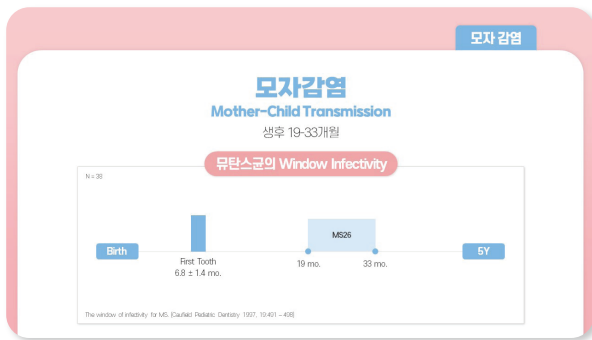 모자 감염
모자감염
Mother-Child Transmission
생후 19-33개월
뮤탄스균의 Window Infectivity
N = 38
MS26
Birth
5Y
First Tooth
6.8 ± 1.4 mo.
19 mo.
33 mo.
The window of infectivity for MS. (Caufield Pediatric Dentistry 1997, 19:491-498)